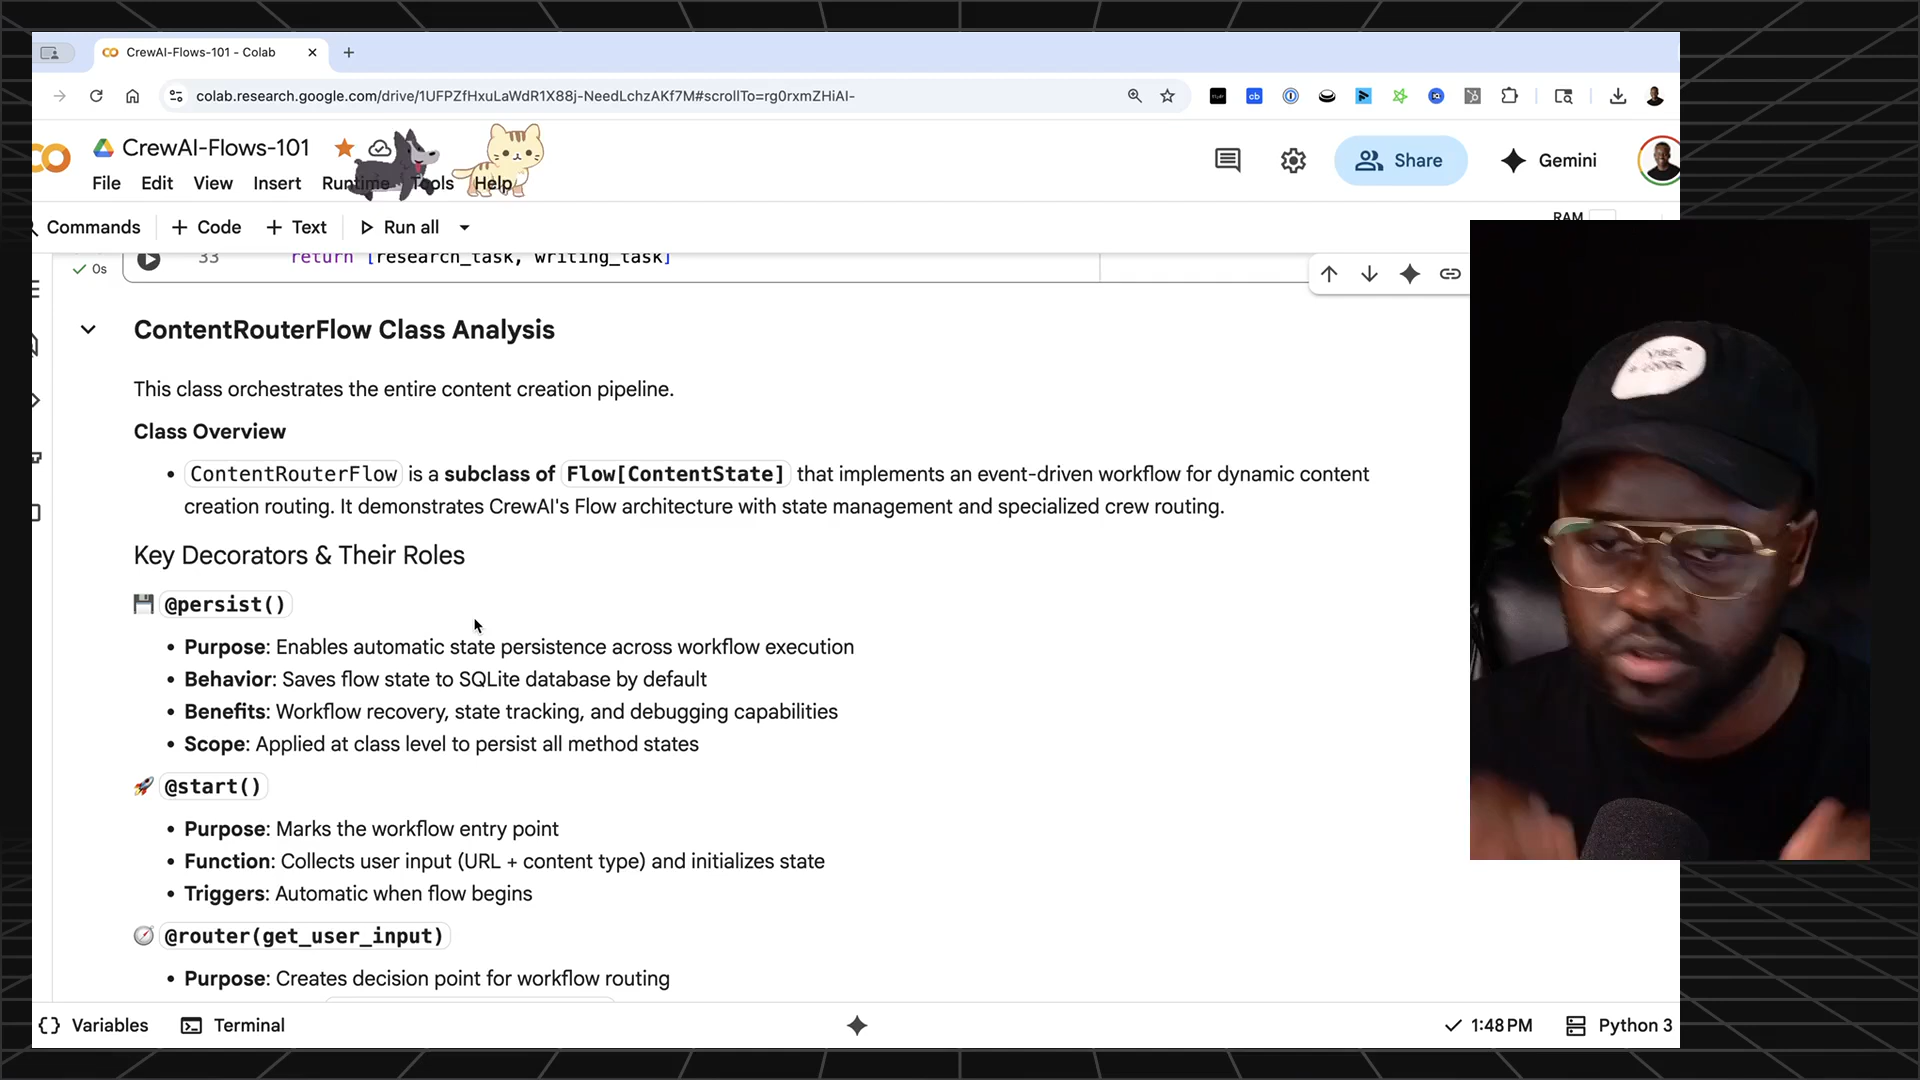 CrewAI-Flows-101 - Colab
colab.research.google.com/drive/1UFPZfHxuLaWdR1X88j-NeedLchzAKf7M#scrollTo=rg0rxmZHiAI-
CrewAI-Flows-101
File Edit View Insert Runtime Tools Help
Share
Gemini
Commands + Code + Text Run all
RAM
0s
33 return [research_task, writing_task]
ContentRouterFlow Class Analysis
This class orchestrates the entire content creation pipeline.
Class Overview
• ContentRouterFlow is a subclass of Flow[ContentState] that implements an event-driven workflow for dynamic content
creation routing. It demonstrates CrewAI's Flow architecture with state management and specialized crew routing.
Key Decorators & Their Roles
@persist()
• Purpose: Enables automatic state persistence across workflow execution
• Behavior: Saves flow state to SQLite database by default
• Benefits: Workflow recovery, state tracking, and debugging capabilities
• Scope: Applied at class level to persist all method states
@start()
• Purpose: Marks the workflow entry point
• Function: Collects user input (URL + content type) and initializes state
• Triggers: Automatic when flow begins
@router(get_user_input)
• Purpose: Creates decision point for workflow routing
Variables Terminal 1:48 PM Python 3